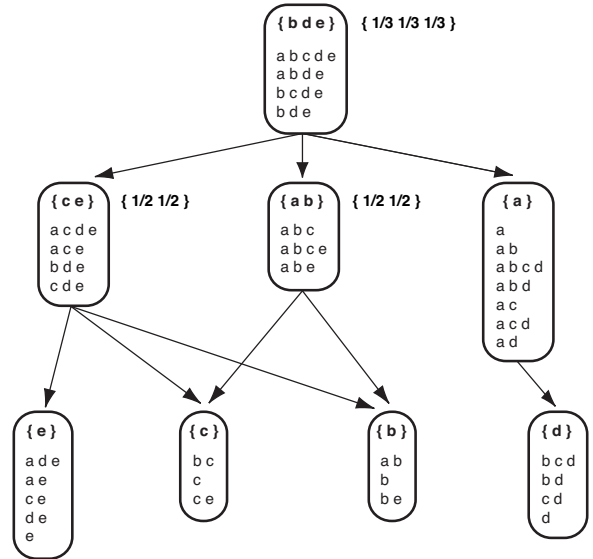 { b d e } { 1/3 1/3 1/3 }
a b c d e
a b d e
b c d e
b d e
{ c e } { 1/2 1/2 }
a c d e
a c e
b d e
c d e
{ a b } { 1/2 1/2 }
a b c
a b c e
a b e
{ a }
a
a b
a b c d
a b d
a c
a c d
a d
{ e }
a d e
a e
c e
d e
e
{ c }
b c
c
c e
{ b }
a b
b
b e
{ d }
b c d
b d
c d
d